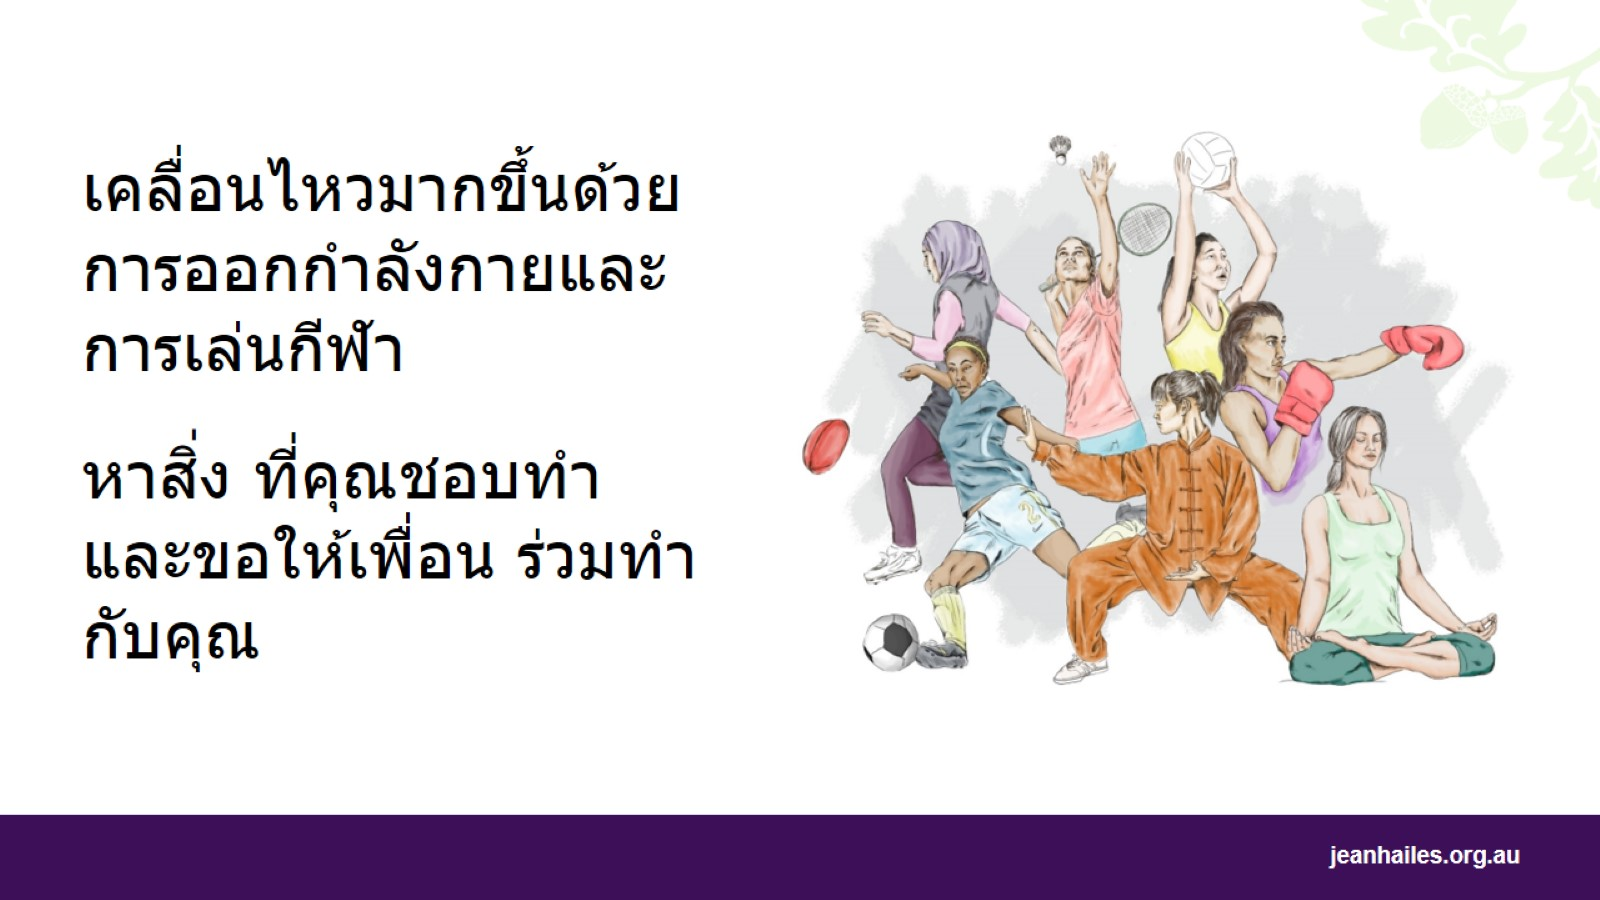 เคลื่อนไหวมากขึ้นด้วย
การออกกำลังกายและ
การเล่นกีฬา
หาสิ่ง ที่คุณชอบทำ
และขอให้เพื่อน ร่วมทำ
กับคุณ
2
jeanhailes.org.au